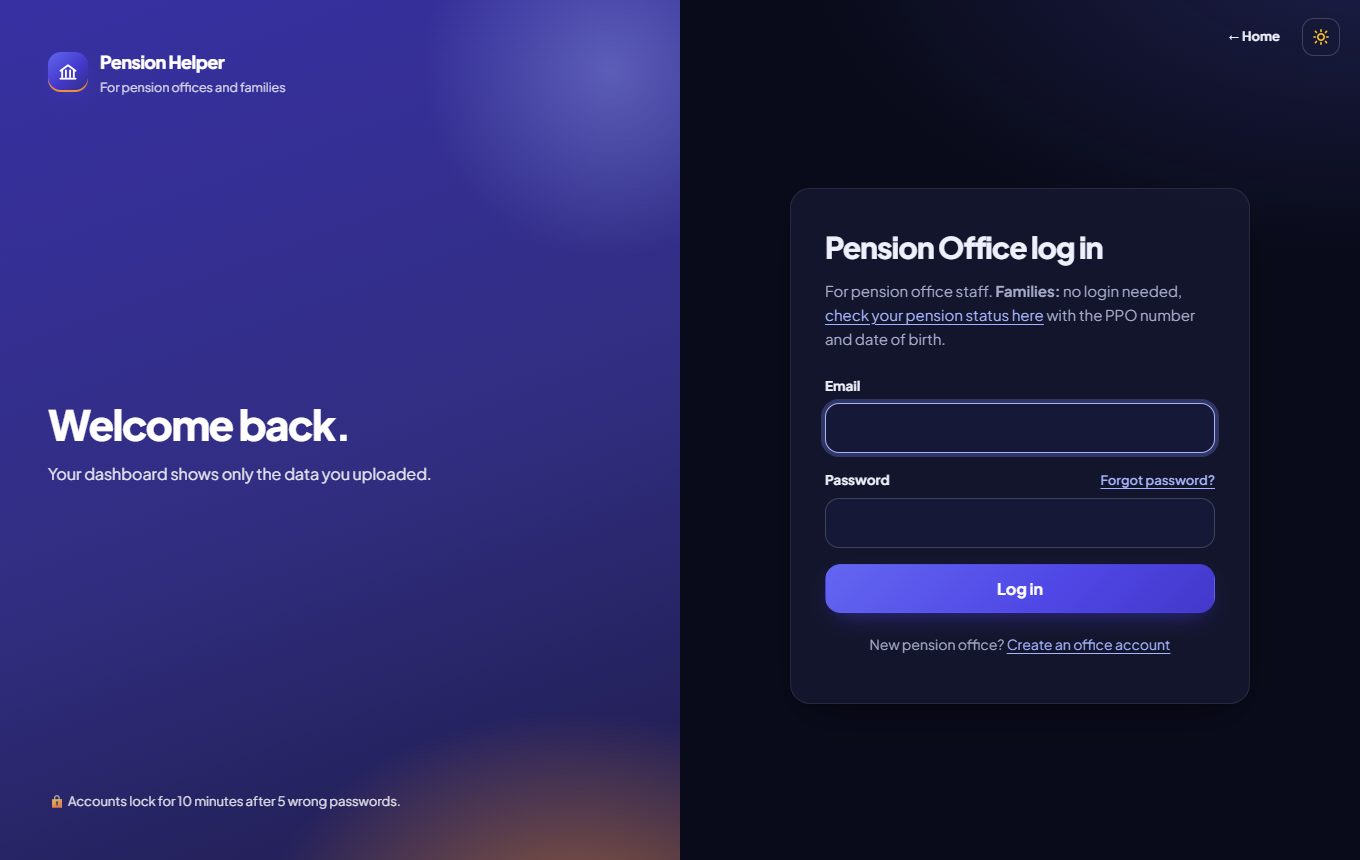 Pension Helper
For pension offices and families
← Home
Pension Office log in
For pension office staff. Families: no login needed,
check your pension status here with the PPO number
and date of birth.
Email
Password
Forgot password?
Log in
New pension office? Create an office account
Welcome back.
Your dashboard shows only the data you uploaded.
🔒 Accounts lock for 10 minutes after 5 wrong passwords.